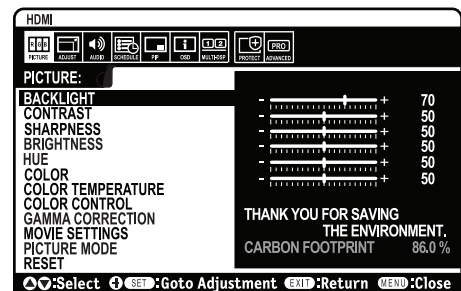 HDMI
RGB
PICTURE ADJUST AUDIO SCHEDULE PIP OSD MULTI-DSP PROTECT ADVANCED
PRO
PICTURE:
BACKLIGHT - + 70
CONTRAST - + 50
SHARPNESS - + 50
BRIGHTNESS - + 50
HUE - + 50
COLOR - + 50
COLOR TEMPERATURE
COLOR CONTROL
GAMMA CORRECTION
MOVIE SETTINGS
PICTURE MODE
RESET
THANK YOU FOR SAVING
THE ENVIRONMENT.
CARBON FOOTPRINT 86.0 %
:Select SET:Goto Adjustment EXIT:Return MENU:Close